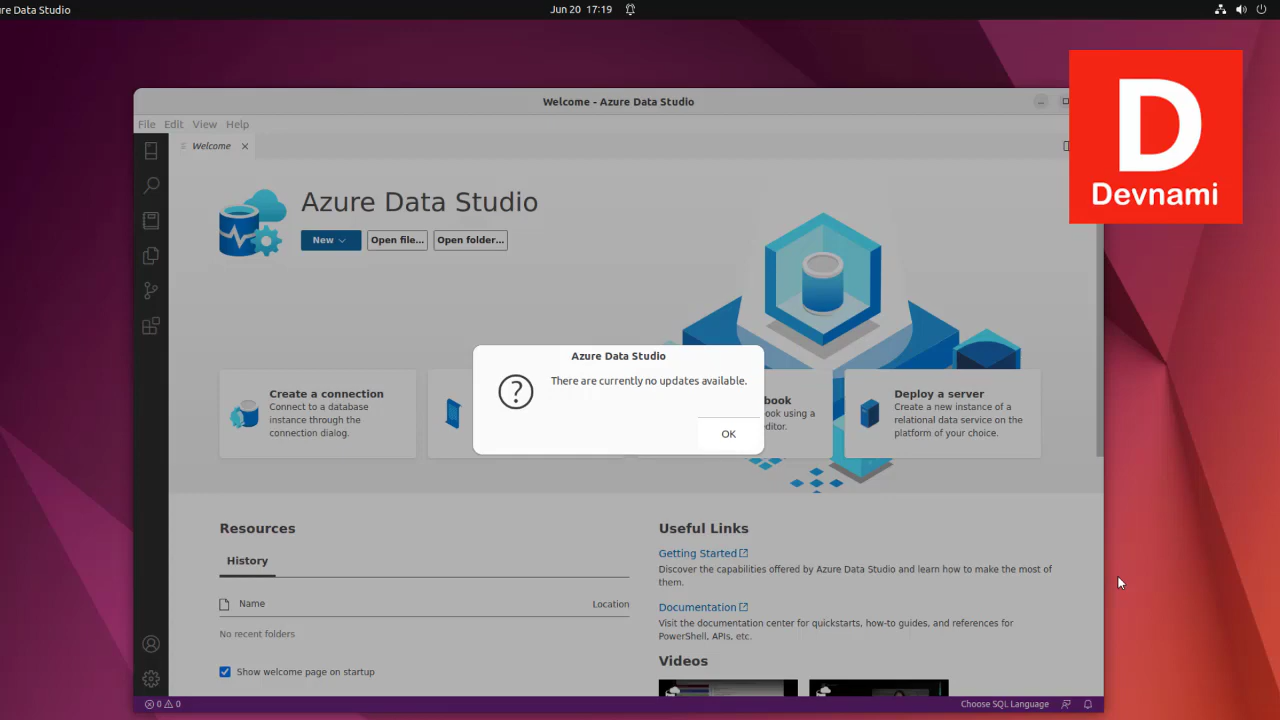 re Data Studio
Jun 20 17:19
D
Devnami
Welcome - Azure Data Studio
File Edit View Help
Welcome
Azure Data Studio
New Open file... Open folder...
Azure Data Studio
There are currently no updates available.
OK
Create a connection
Connect to a database
instance through the
connection dialog.
book
ook using a
editor.
Deploy a server
Create a new instance of a
relational data service on the
platform of your choice.
Resources
History
Name Location
No recent folders
Show welcome page on startup
Useful Links
Getting Started
Discover the capabilities offered by Azure Data Studio and learn how to make the most of
them.
Documentation
Visit the documentation center for quickstarts, how-to guides, and references for
PowerShell, APIs, etc.
Videos
0 0
Choose SQL Language